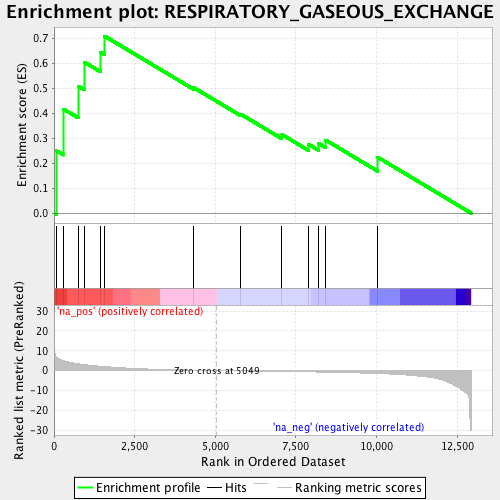 Enrichment plot: RESPIRATORY_GASEOUS_EXCHANGE
Enrichment score (ES)
0.7
0.6
0.5
0.4
0.3
0.2
0.1
0.0
Ranked list metric (PreRanked)
'na_pos' (positively correlated)
30
20
10
0
-10
-20
-30
Zero cross at 5049
'na_neg' (negatively correlated)
0
2,500
5,000
7,500
10,000
12,500
Rank in Ordered Dataset
Enrichment profile
Hits
Ranking metric scores